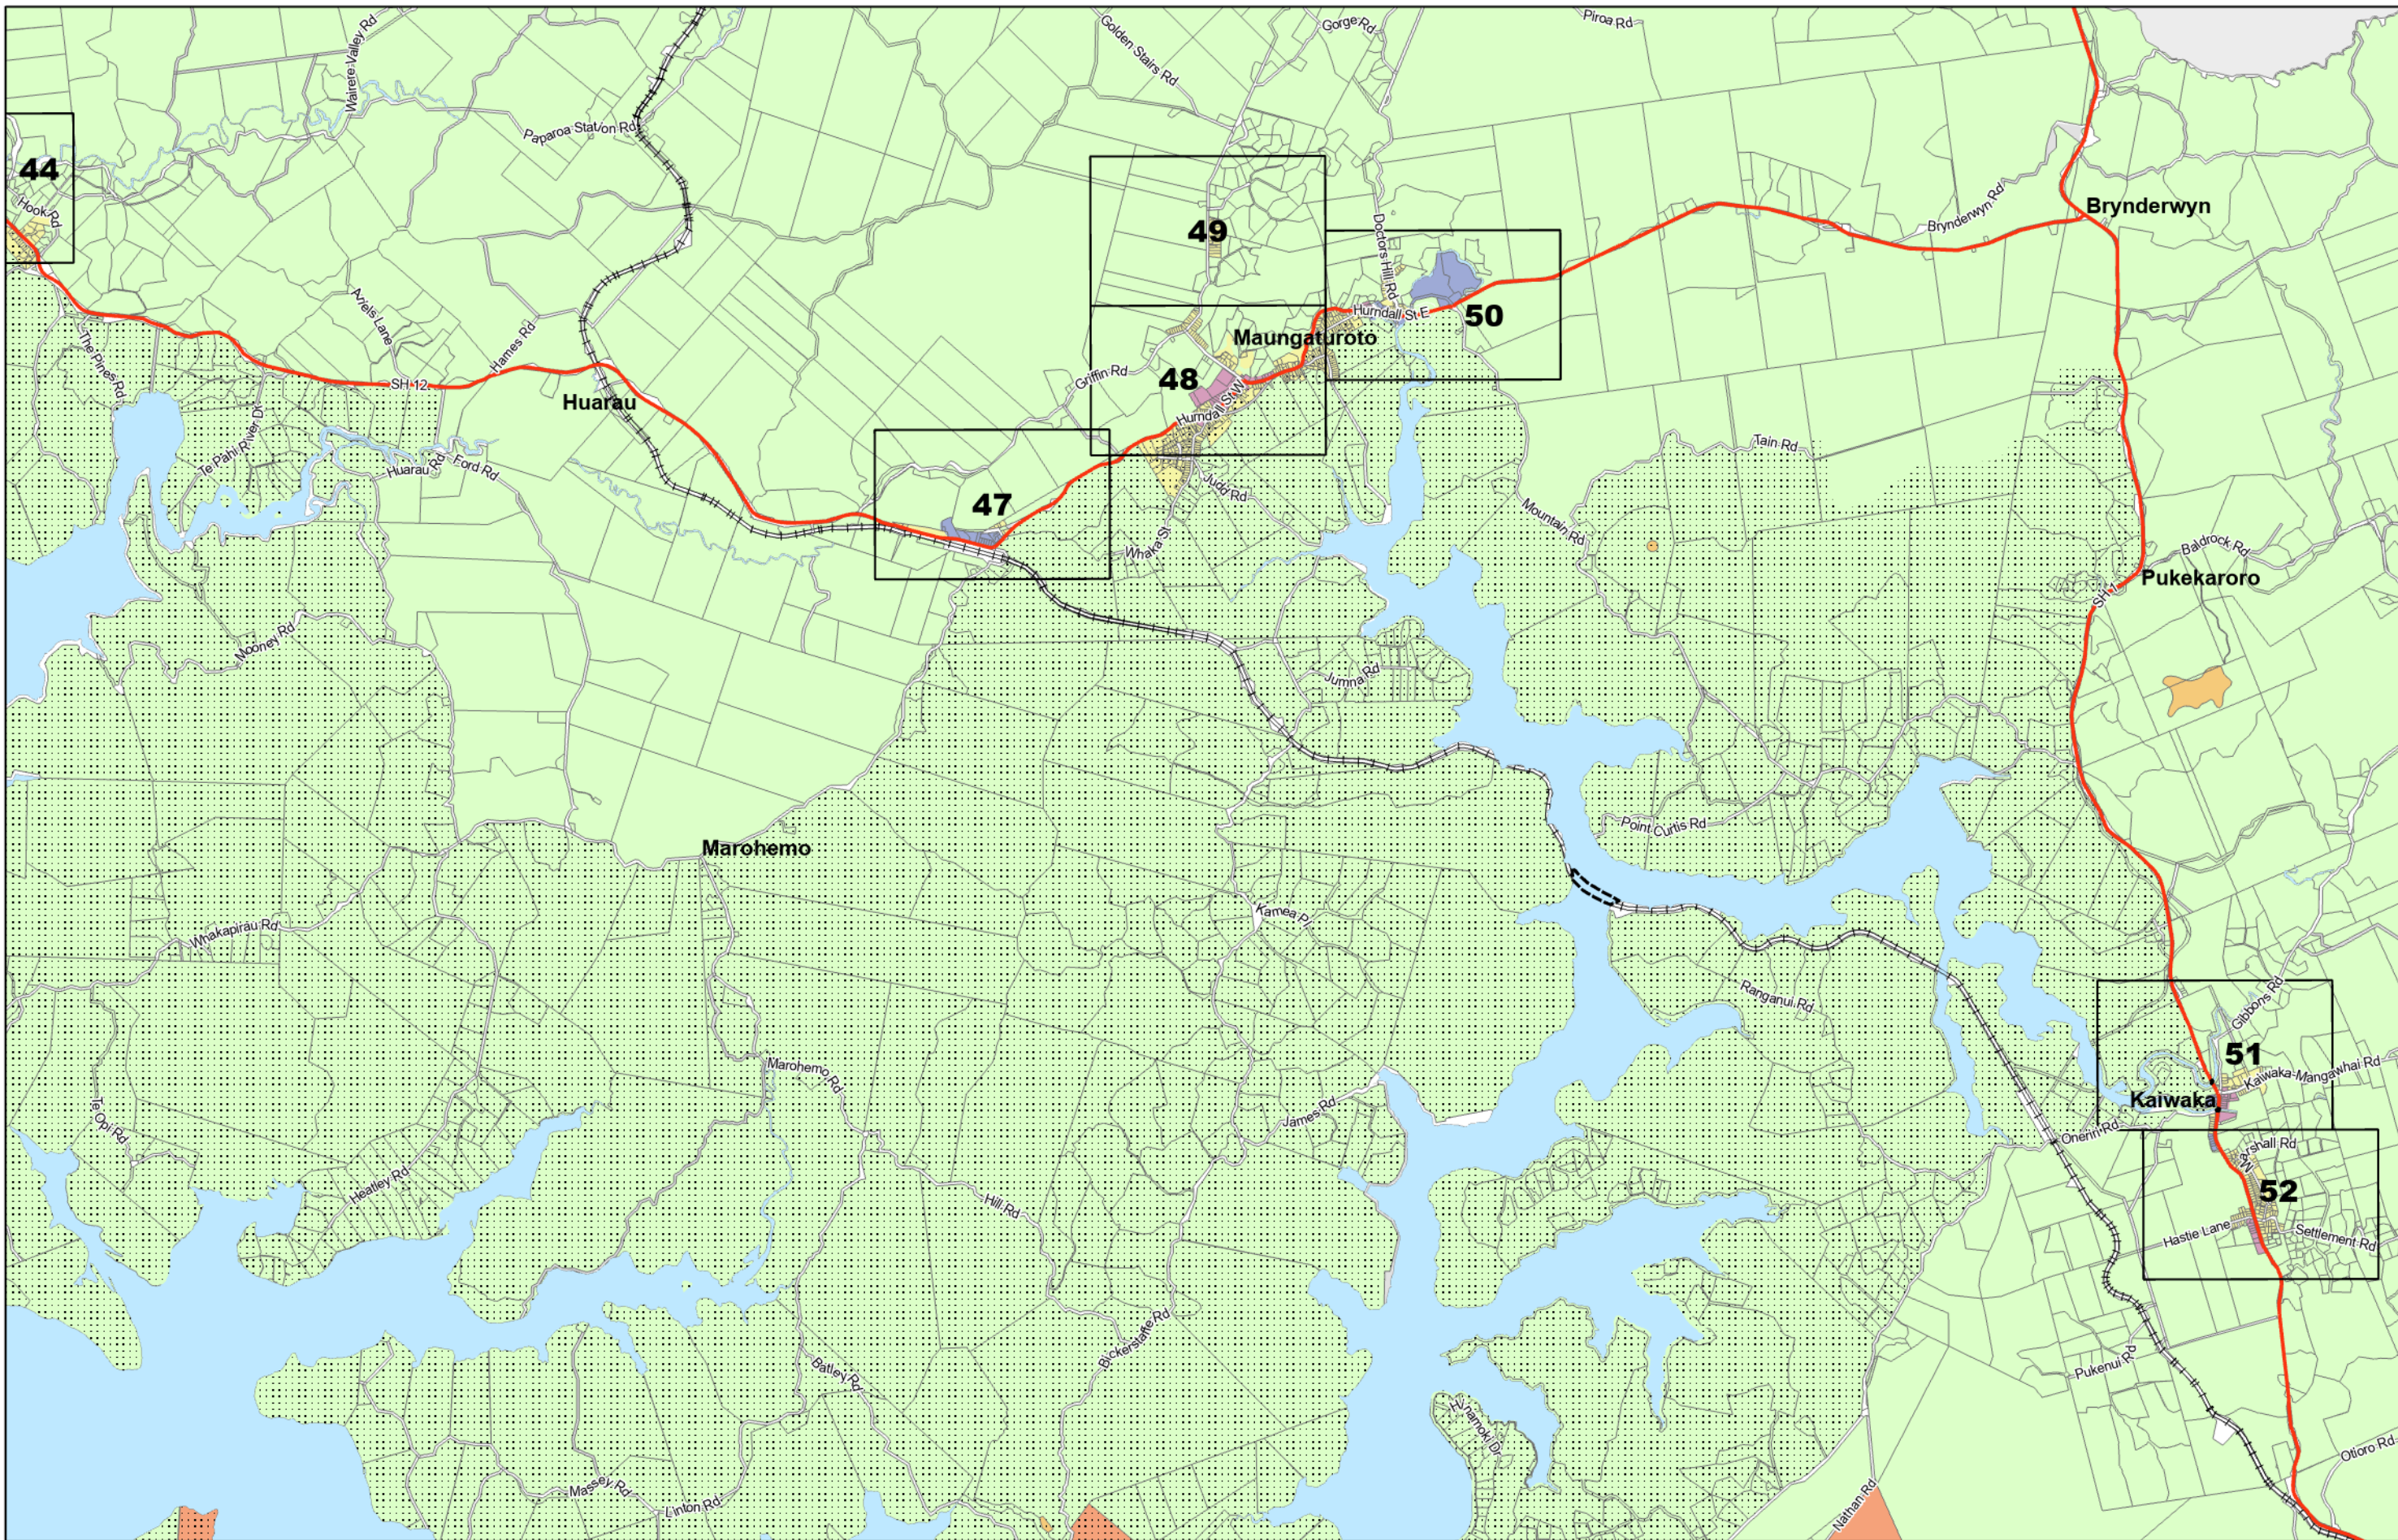 Wairere Valley Rd
Golden Stairs Rd
Gorge Rd
Piroa Rd
Paparoa Station Rd
44
Hook Rd
49
Doctors Hill Rd
Brynderwyn Rd
Brynderwyn
Ariels Lane
The Pines Rd
Hames Rd
SH 12
Huarau
Hurndall St E
50
Maungaturoto
Griffin Rd
48
Hurndall St W
Te Pahi River Dr
Huarau Rd
Ford Rd
47
Judd Rd
Whaka St
Tain Rd
Mountain Rd
Baldrock Rd
Pukekaroro
SH 1
Mooney Rd
Jumna Rd
Point Curtis Rd
Marohemo
Whakapirau Rd
Kamea Pl
Ranganui Rd
Gibbons Rd
51
Kaiwaka-Mangawhai Rd
Kaiwaka
Marohemo Rd
Te Opi Rd
James Rd
Oneriri Rd
Marshall Rd
52
Heatley Rd
Hill Rd
Hastie Lane
Settlement Rd
Bickerstaffe Rd
Batley Rd
Pukenui Rd
Otioro Rd
Massey Rd
Linton Rd
Nathan Rd